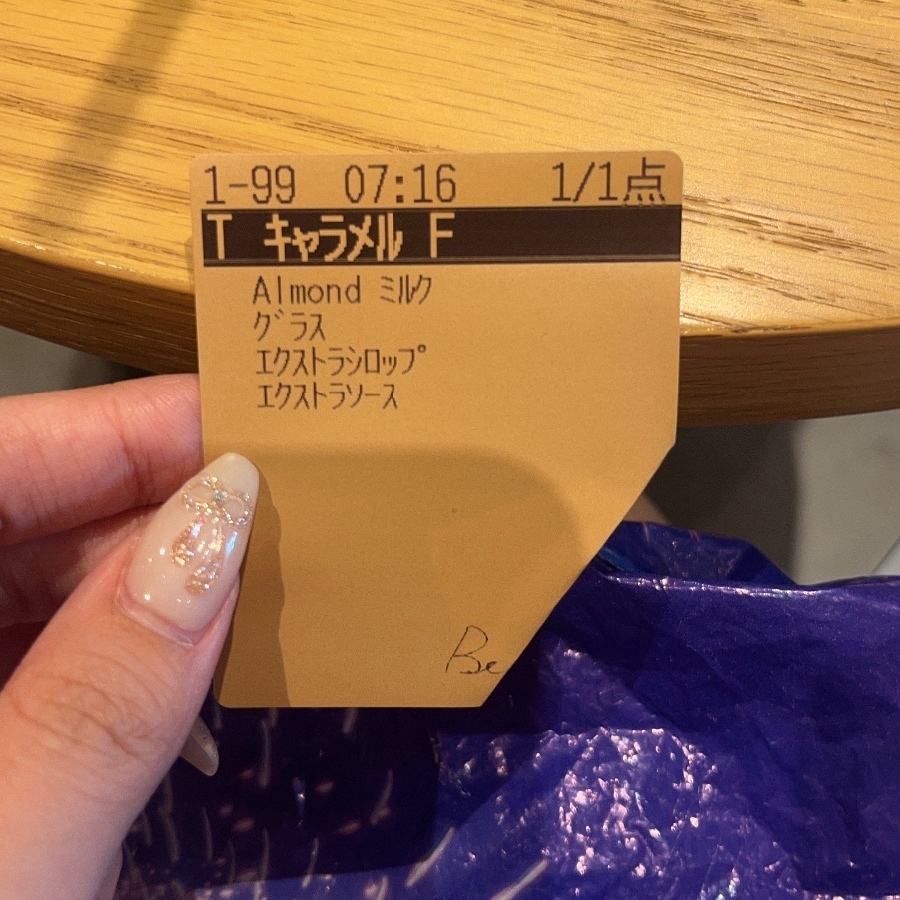 1-99 07:16 1/1点
T キャラメル F
Almond ミルク
グラス
エクストラシロップ
エクストラソース
Be